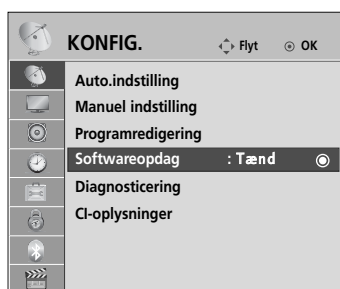 KONFIG. Flyt OK
Auto.indstilling
Manuel indstilling
Programredigering
Softwareopdag : Tænd
Diagnosticering
CI-oplysninger